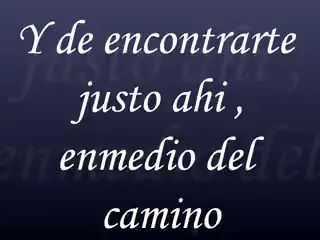 Y de encontrarte
justo ahi ,
enmedio del
camino